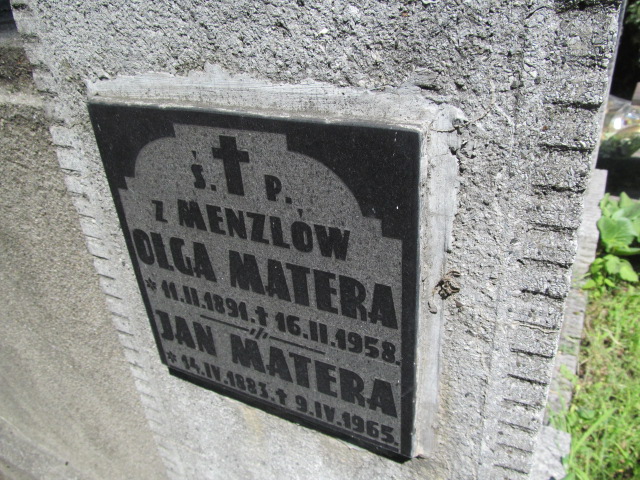 Ś. P.
Z MENZLÓW
OLGA MATERA
* 11.II.1891. † 16.II.1958.
JAN MATERA
* 14.IV.1883. † 9.IV.1965.